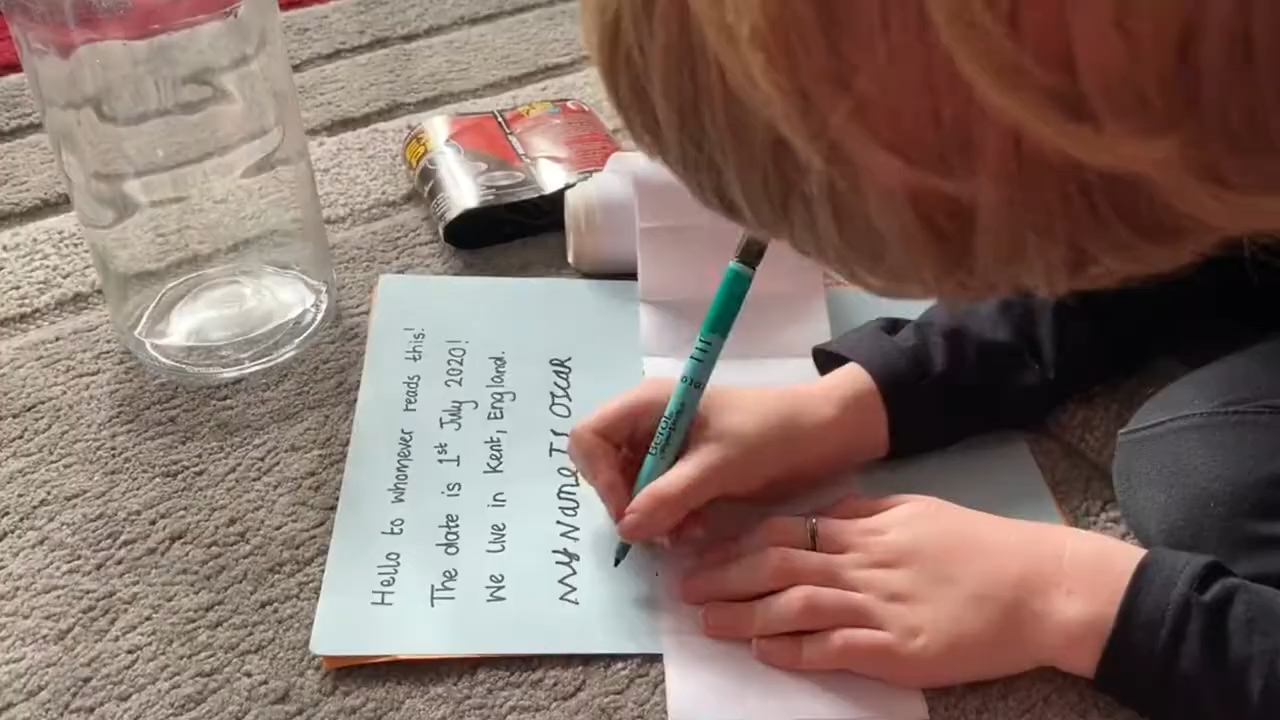 Hello to whomever reads this!
The date is 1st July 2020!
We live in Kent, England.
My Name Is oscar
Berol